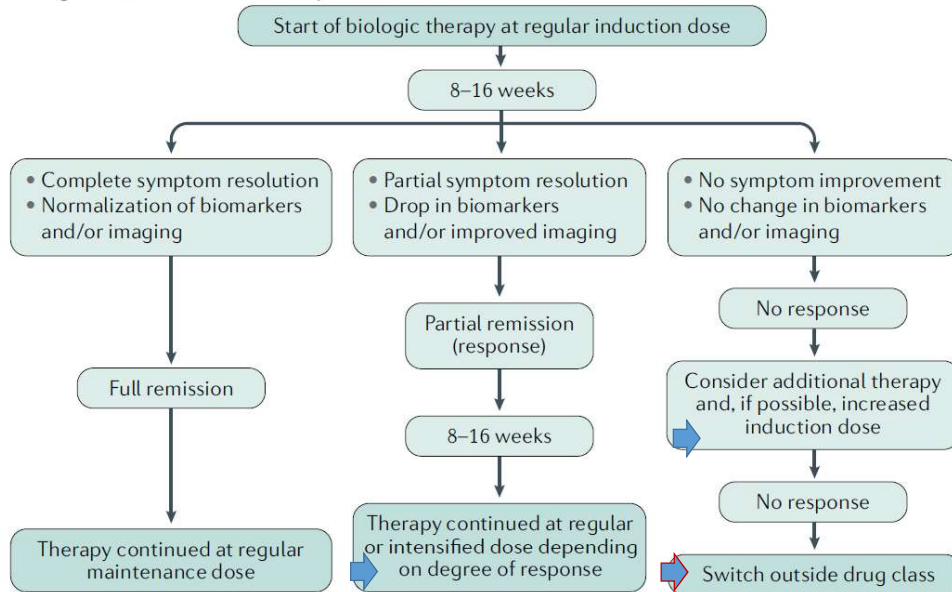 Start of biologic therapy at regular induction dose
8–16 weeks
• Complete symptom resolution
• Normalization of biomarkers
and/or imaging
Full remission
Therapy continued at regular
maintenance dose
• Partial symptom resolution
• Drop in biomarkers
and/or improved imaging
Partial remission
(response)
8–16 weeks
Therapy continued at regular
or intensified dose depending
on degree of response
• No symptom improvement
• No change in biomarkers
and/or imaging
No response
Consider additional therapy
and, if possible, increased
induction dose
No response
Switch outside drug class